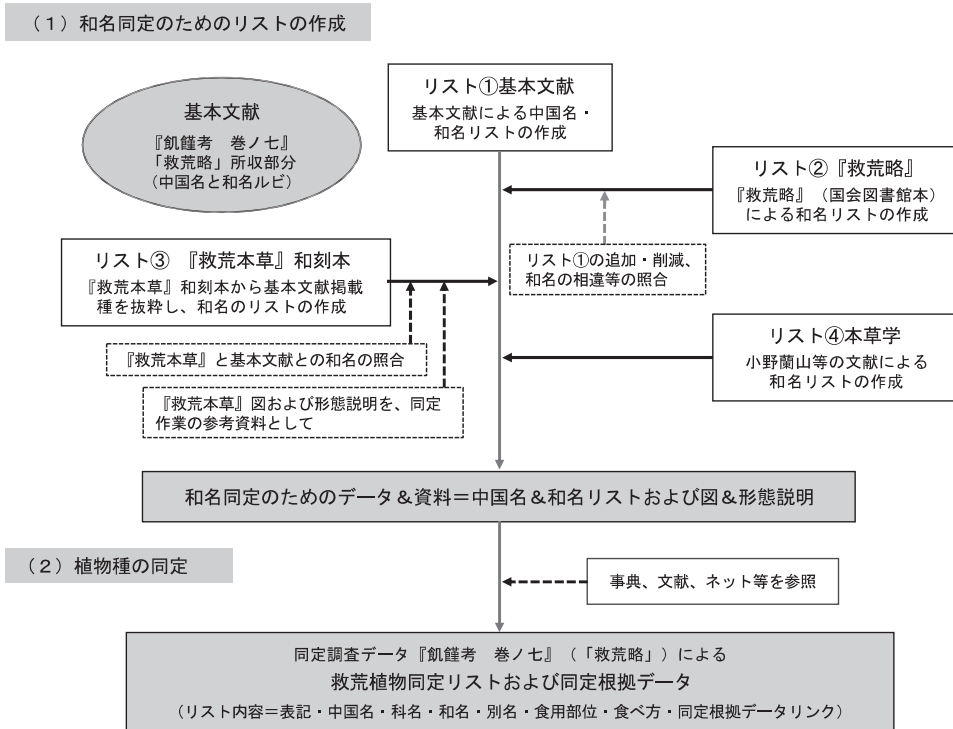 （１）和名同定のためのリストの作成
基本文献
『飢饉考　巻ノ七』
「救荒略」所収部分
（中国名と和名ルビ）
リスト①基本文献
基本文献による中国名・
和名リストの作成
リスト②『救荒略』
『救荒略』（国会図書館本）
による和名リストの作成
リスト①の追加・削減、
和名の相違等の照合
リスト③　『救荒本草』和刻本
『救荒本草』和刻本から基本文献掲載
種を抜粋し、和名のリストの作成
『救荒本草』と基本文献との和名の照合
『救荒本草』図および形態説明を、同定
作業の参考資料として
リスト④本草学
小野蘭山等の文献による
和名リストの作成
和名同定のためのデータ＆資料＝中国名＆和名リストおよび図＆形態説明
（２）植物種の同定
事典、文献、ネット等を参照
同定調査データ『飢饉考　巻ノ七』（「救荒略」）による
救荒植物同定リストおよび同定根拠データ
（リスト内容＝表記・中国名・科名・和名・別名・食用部位・食べ方・同定根拠データリンク）